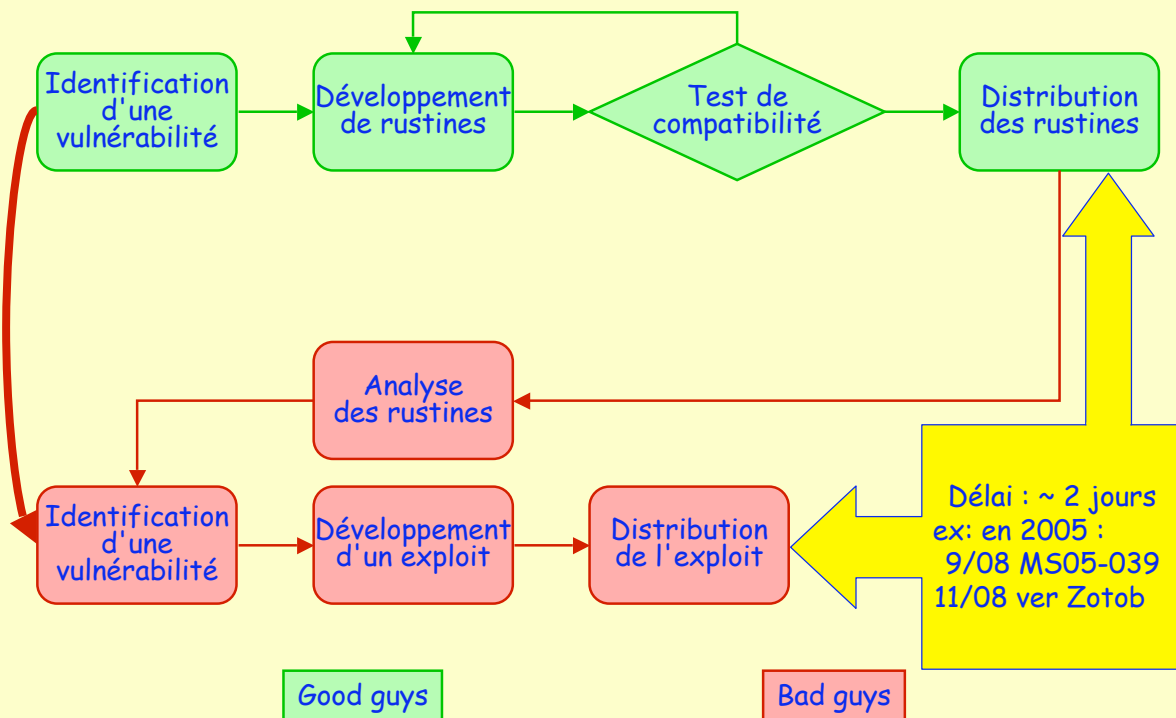 Identification
d'une
vulnérabilité
Développement
de rustines
Test de
compatibilité
Distribution
des rustines
Analyse
des rustines
Identification
d'une
vulnérabilité
Développement
d'un exploit
Distribution
de l'exploit
Délai : ~ 2 jours
ex: en 2005 :
9/08 MS05-039
11/08 ver Zotob
Good guys
Bad guys